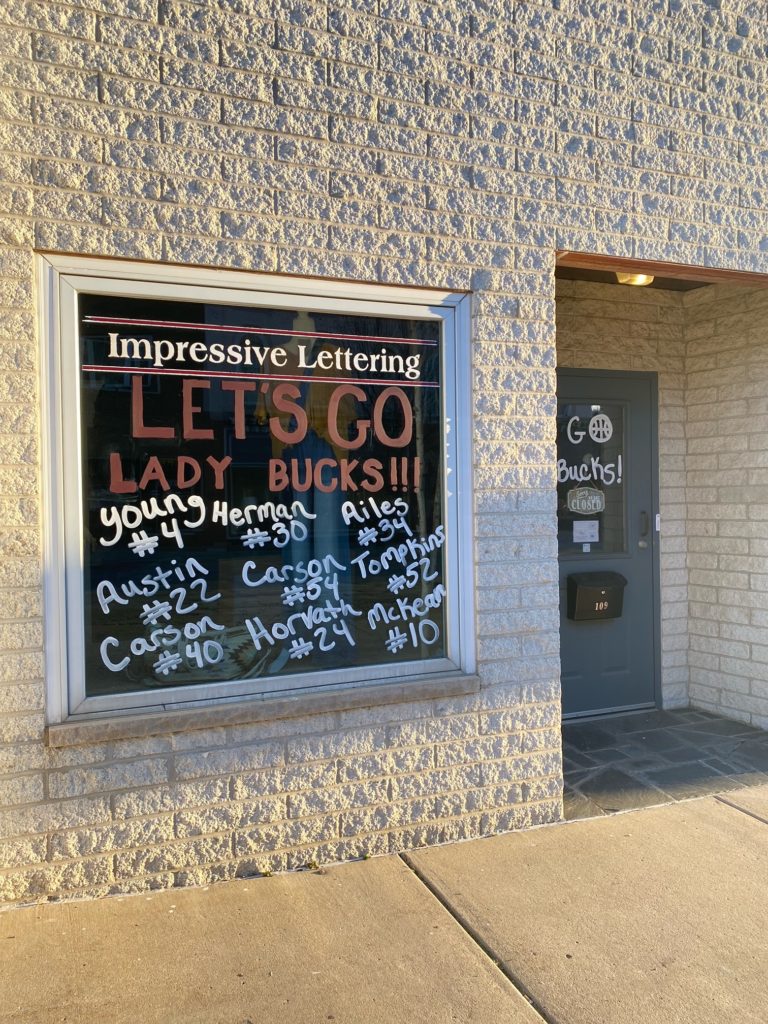 Impressive Lettering
LET'S GO
LADY BUCKS!!!
young Herman Ailes
#4 #30 #34
Austin Carson Tompkins
#22 #54 #52
Carson Horvath McKean
#40 #24 #10
GO
Bucks!
CLOSED
109